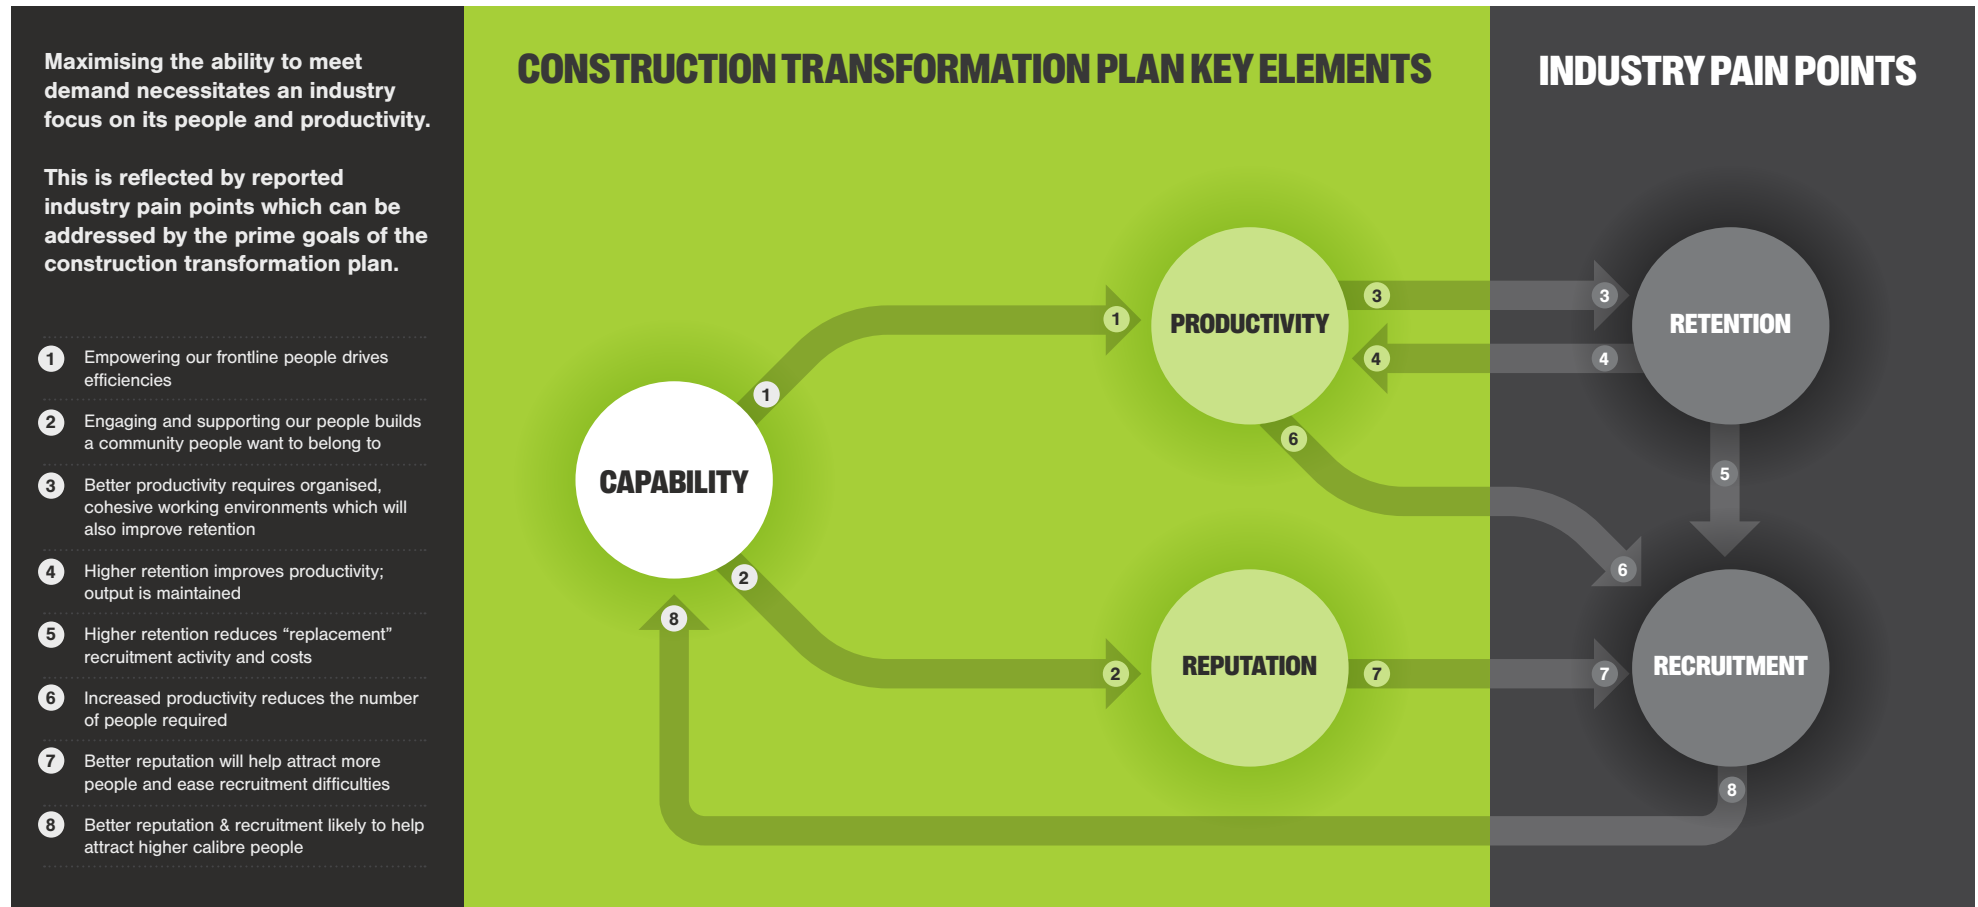 Maximising the ability to meet
demand necessitates an industry
focus on its people and productivity.
This is reflected by reported
industry pain points which can be
addressed by the prime goals of the
construction transformation plan.
1 Empowering our frontline people drives
efficiencies
2 Engaging and supporting our people builds
a community people want to belong to
3 Better productivity requires organised,
cohesive working environments which will
also improve retention
4 Higher retention improves productivity;
output is maintained
5 Higher retention reduces “replacement”
recruitment activity and costs
6 Increased productivity reduces the number
of people required
7 Better reputation will help attract more
people and ease recruitment difficulties
8 Better reputation & recruitment likely to help
attract higher calibre people
CONSTRUCTION TRANSFORMATION PLAN KEY ELEMENTS
CAPABILITY
1
1
2
2
8
PRODUCTIVITY
3
4
6
REPUTATION
7
INDUSTRY PAIN POINTS
3
RETENTION
4
5
6
7
RECRUITMENT
8